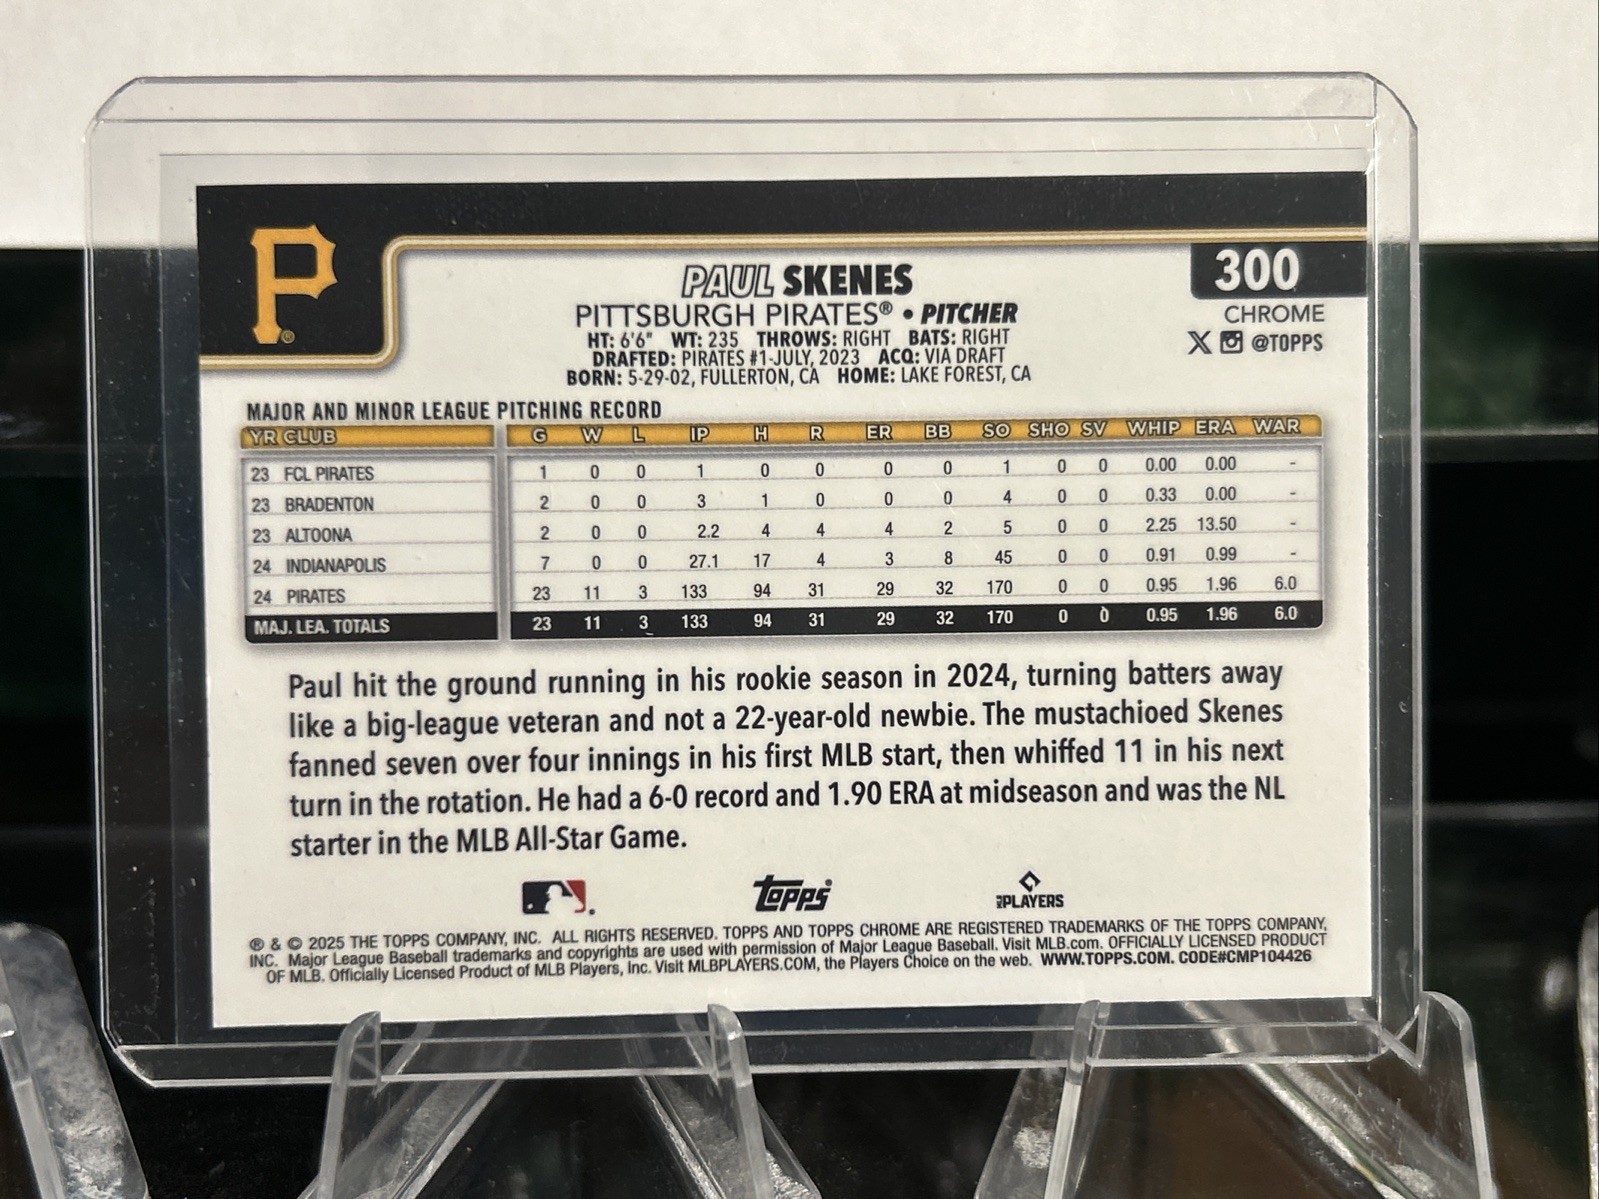 P
PAUL SKENES
PITTSBURGH PIRATES® • PITCHER
HT: 6'6" WT: 235 THROWS: RIGHT BATS: RIGHT
DRAFTED: PIRATES #1-JULY, 2023 ACQ: VIA DRAFT
BORN: 5-29-02, FULLERTON, CA HOME: LAKE FOREST, CA
300
CHROME
X @TOPPS
MAJOR AND MINOR LEAGUE PITCHING RECORD
YR CLUB G W L IP H R ER BB SO SHO SV WHIP ERA WAR
23 FCL PIRATES 1 0 0 1 0 0 0 0 1 0 0 0.00 0.00 -
23 BRADENTON 2 0 0 3 1 0 0 0 4 0 0 0.33 0.00 -
23 ALTOONA 2 0 0 2.2 4 4 4 2 5 0 0 2.25 13.50 -
24 INDIANAPOLIS 7 0 0 27.1 17 4 3 8 45 0 0 0.91 0.99 -
24 PIRATES 23 11 3 133 94 31 29 32 170 0 0 0.95 1.96 6.0
MAJ. LEA. TOTALS 23 11 3 133 94 31 29 32 170 0 0 0.95 1.96 6.0
Paul hit the ground running in his rookie season in 2024, turning batters away
like a big-league veteran and not a 22-year-old newbie. The mustachioed Skenes
fanned seven over four innings in his first MLB start, then whiffed 11 in his next
turn in the rotation. He had a 6-0 record and 1.90 ERA at midseason and was the NL
starter in the MLB All-Star Game.
Topps
MLB PLAYERS
® & © 2025 THE TOPPS COMPANY, INC. ALL RIGHTS RESERVED. TOPPS AND TOPPS CHROME ARE REGISTERED TRADEMARKS OF THE TOPPS COMPANY,
INC. Major League Baseball trademarks and copyrights are used with permission of Major League Baseball. Visit MLB.com. OFFICIALLY LICENSED PRODUCT
OF MLB. Officially Licensed Product of MLB Players, Inc. Visit MLBPLAYERS.COM, the Players Choice on the web. WWW.TOPPS.COM. CODE#CMP104426